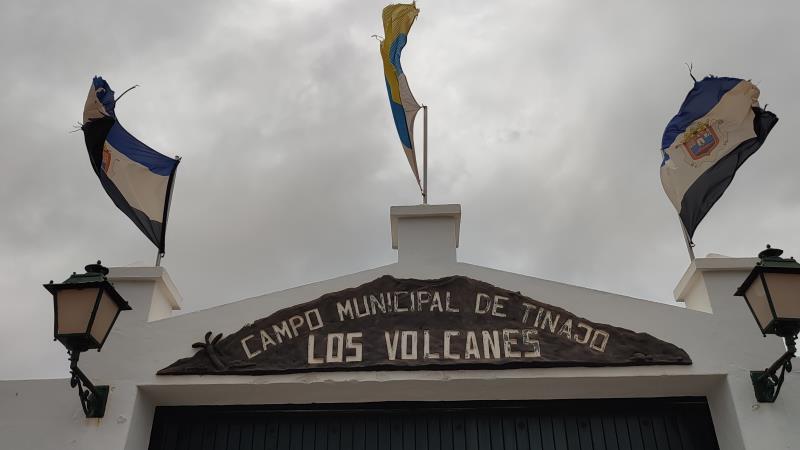 CAMPO MUNICIPAL DE TINAJO
LOS VOLCANES